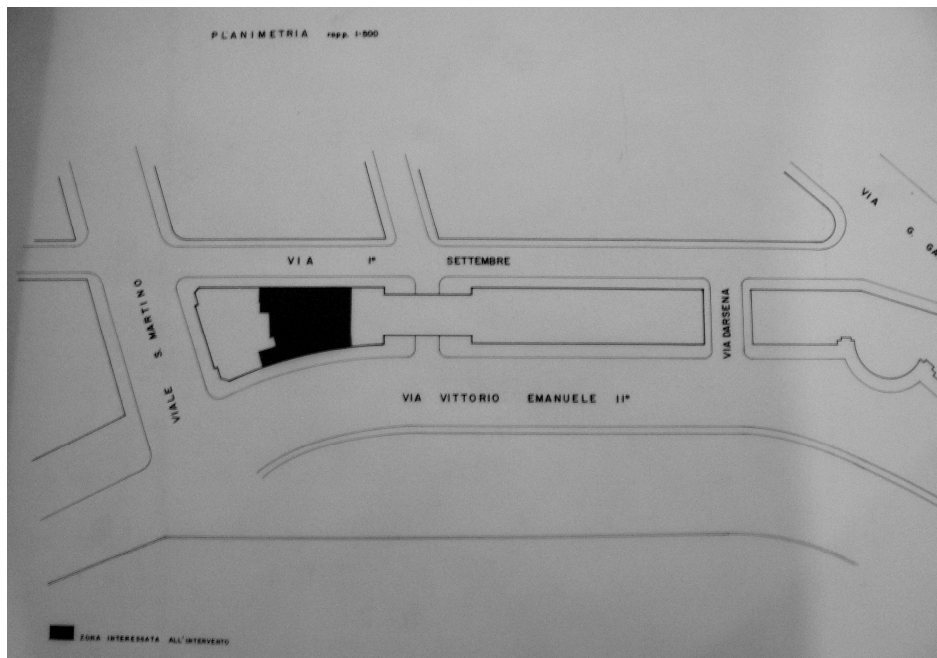 PLANIMETRIA rapp. 1:500
VIA
G. GA
VIA 1° SETTEMBRE
VIALE S. MARTINO
VIA DARSENA
VIA VITTORIO EMANUELE II°
ZONA INTERESSATA ALL'INTERVENTO